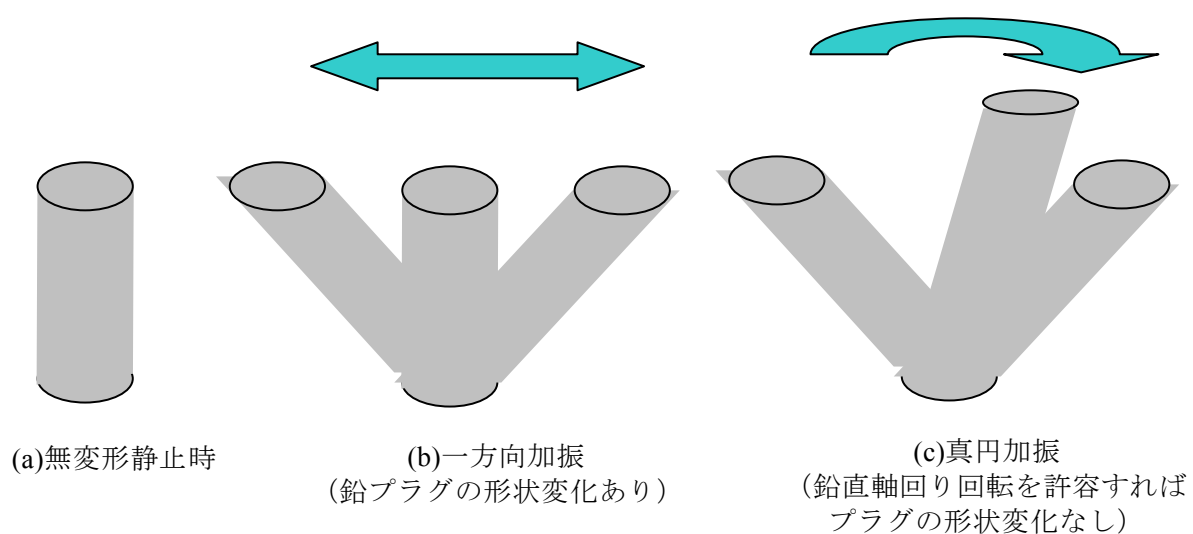 (a)無変形静止時
(b)一方向加振
（鉛プラグの形状変化あり）
(c)真円加振
（鉛直軸回り回転を許容すれば
プラグの形状変化なし）